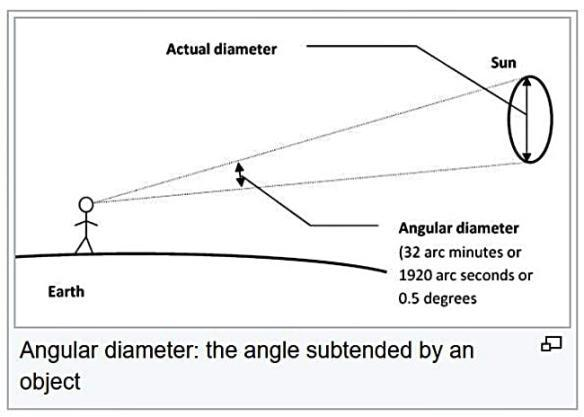 Actual diameter
Sun
Angular diameter
(32 arc minutes or
1920 arc seconds or
0.5 degrees
Earth
Angular diameter: the angle subtended by an
object